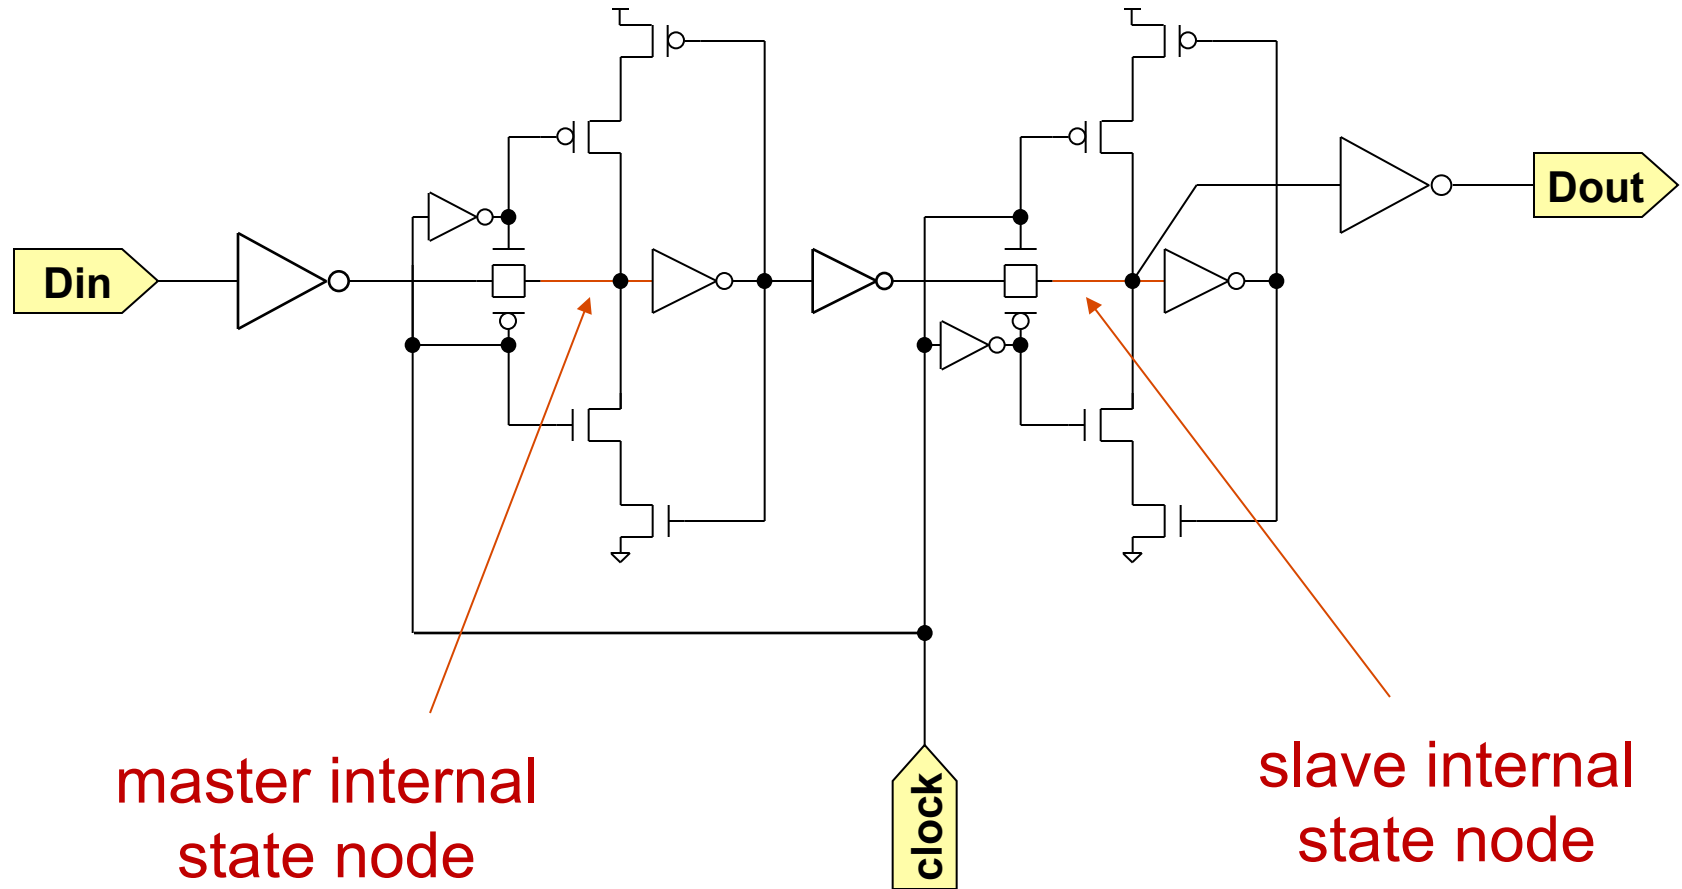 Din
Dout
master internal
state node
clock
slave internal
state node